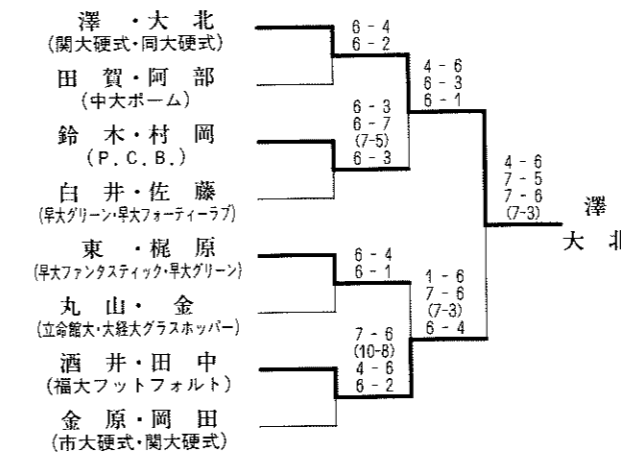 澤・大北
(関大硬式・同大硬式)
田賀・阿部
(中大ポーム)
鈴木・村岡
(P.C.B.)
白井・佐藤
(早大グリーン・早大フォーティーラブ)
東・梶原
(早大ファンタスティック・早大グリーン)
丸山・金
(立命館大・大経大グラスホッパー)
酒井・田中
(福大フットフォルト)
金原・岡田
(市大硬式・関大硬式)
6-4
6-2
6-3
6-7
(7-5)
6-3
6-4
6-1
7-6
(10-8)
4-6
6-2
4-6
6-3
6-1
1-6
7-6
(7-3)
6-4
4-6
7-5
7-6
(7-3)
澤
大北